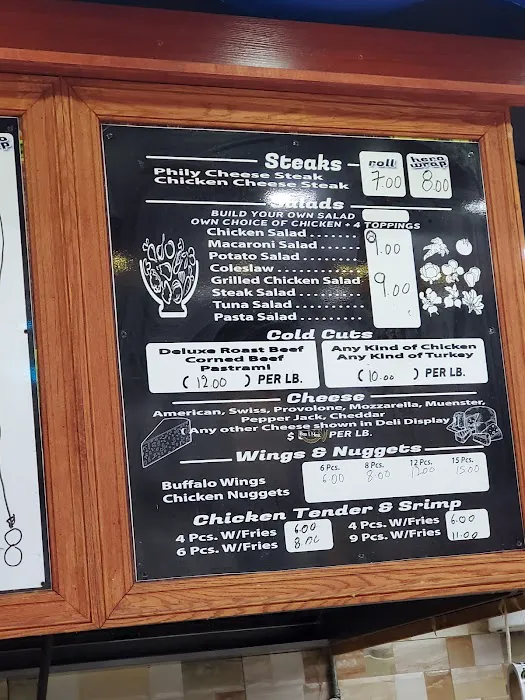 Steaks roll hero wrap
Phily Cheese Steak 7.00 8.00
Chicken Cheese Steak
Salads
BUILD YOUR OWN SALAD
OWN CHOICE OF CHICKEN + 4 TOPPINGS
Chicken Salad ........
Macaroni Salad .....
Potato Salad .........
Coleslaw ..............
Grilled Chicken Salad 9.00
Steak Salad ...........
Tuna Salad ...........
Pasta Salad ..........
Cold Cuts
Deluxe Roast Beef
Corned Beef
Pastrami
( 12.00 ) PER LB.
Any Kind of Chicken
Any Kind of Turkey
( 10.00 ) PER LB.
Cheese
American, Swiss, Provolone, Mozzarella, Muenster,
Pepper Jack, Cheddar
(Any other Cheese shown in Deli Display)
$ PER LB.
Wings & Nuggets
6 Pcs. 8 Pcs. 12 Pcs. 15 Pcs.
6.00 8.00 12.00 15.00
Buffalo Wings
Chicken Nuggets
Chicken Tender & Srimp
4 Pcs. W/Fries 6.00 4 Pcs. W/Fries 6.00
6 Pcs. W/Fries 8.00 9 Pcs. W/Fries 11.00